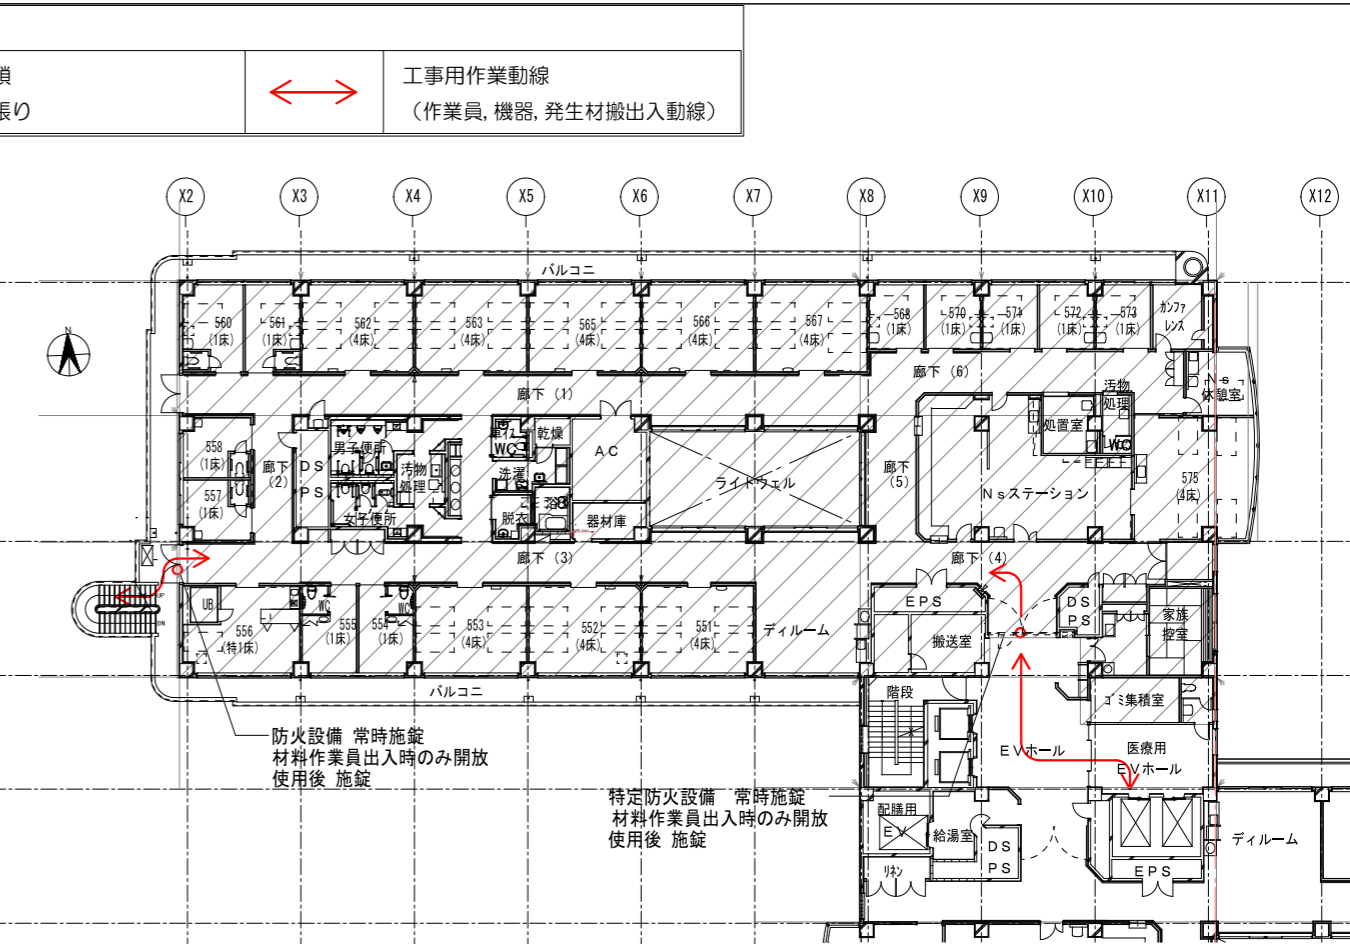 鎖
張り
工事用作業動線
（作業員, 機器, 発生材搬出入動線）
X2
X3
X4
X5
X6
X7
X8
X9
X10
X11
X12
N
バルコニ
560
(1床)
561
(1床)
562
(4床)
563
(4床)
565
(4床)
566
(4床)
567
(4床)
568
(1床)
570
(1床)
571
(1床)
572
(1床)
573
(1床)
カンファ
レンス
廊下（1）
廊下（6）
Ns
休憩室
汚物
処理
WC
処置室
558
(1床)
557
(1床)
廊下
(2)
DS
PS
男子便所
女子便所
汚物
処理
車イス
WC
乾燥
洗濯
脱衣
浴
AC
器材庫
ライトウェル
廊下
(5)
Nsステーション
575
(4床)
廊下（3）
廊下（4）
UP
DN
UB
556
(特1床)
WC
555
(1床)
554
(1床)
WC
553
(4床)
552
(4床)
551
(4床)
ディルーム
EPS
搬送室
DS
PS
家族
控室
バルコニ
階段
ゴミ集積室
EVホール
医療用
EVホール
防火設備 常時施錠
材料作業員出入時のみ開放
使用後 施錠
特定防火設備 常時施錠
材料作業員出入時のみ開放
使用後 施錠
配膳用
EV
給湯室
DS
PS
リネン
EPS
ディルーム